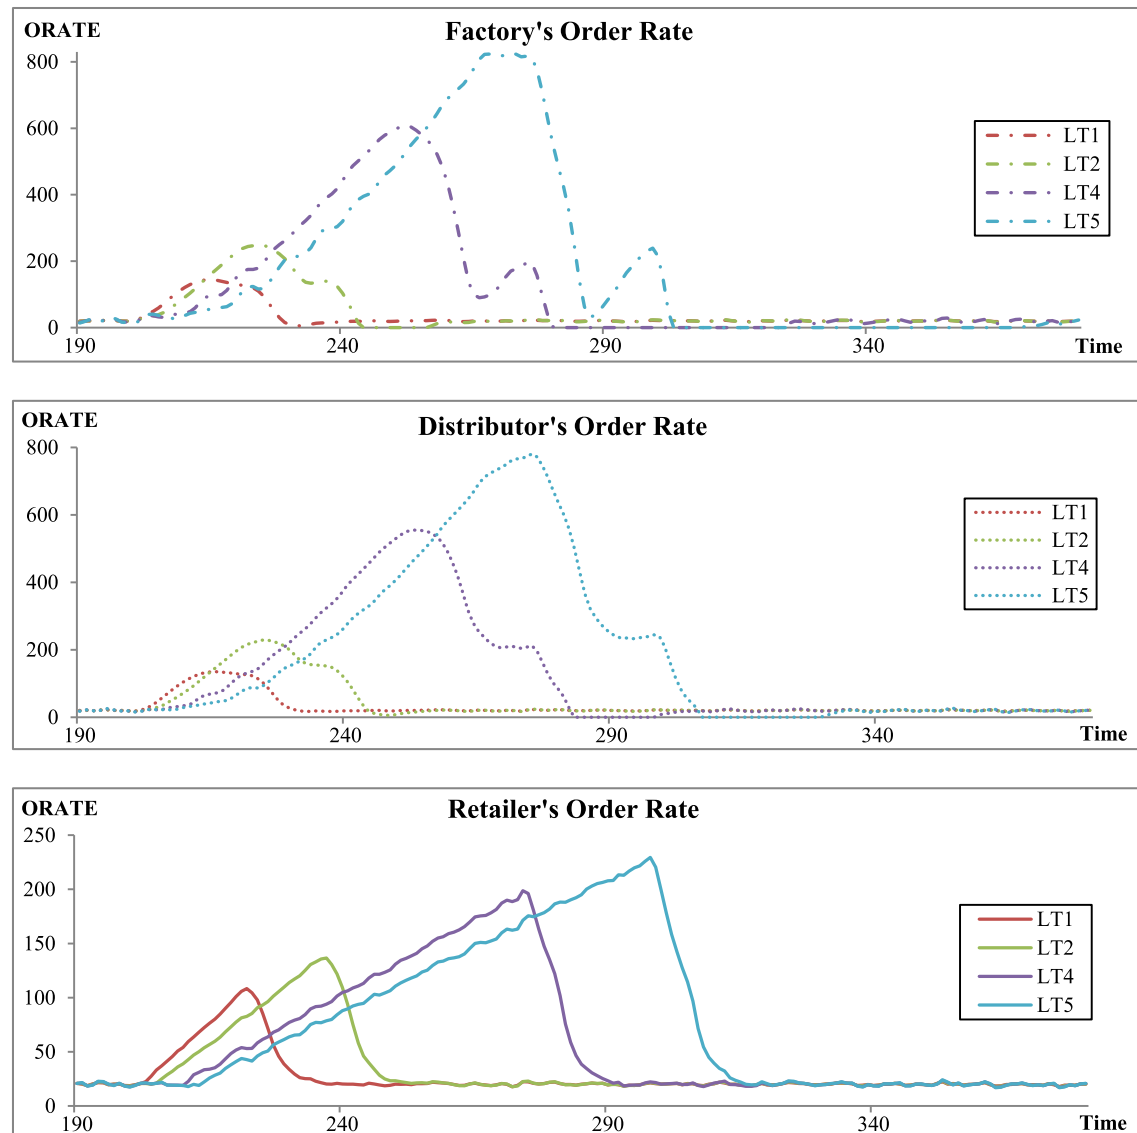 ORATE
Factory's Order Rate
800
600
400
200
0
190
240
290
340
Time
LT1
LT2
LT4
LT5
ORATE
Distributor's Order Rate
800
600
400
200
0
190
240
290
340
Time
LT1
LT2
LT4
LT5
ORATE
Retailer's Order Rate
250
200
150
100
50
0
190
240
290
340
Time
LT1
LT2
LT4
LT5